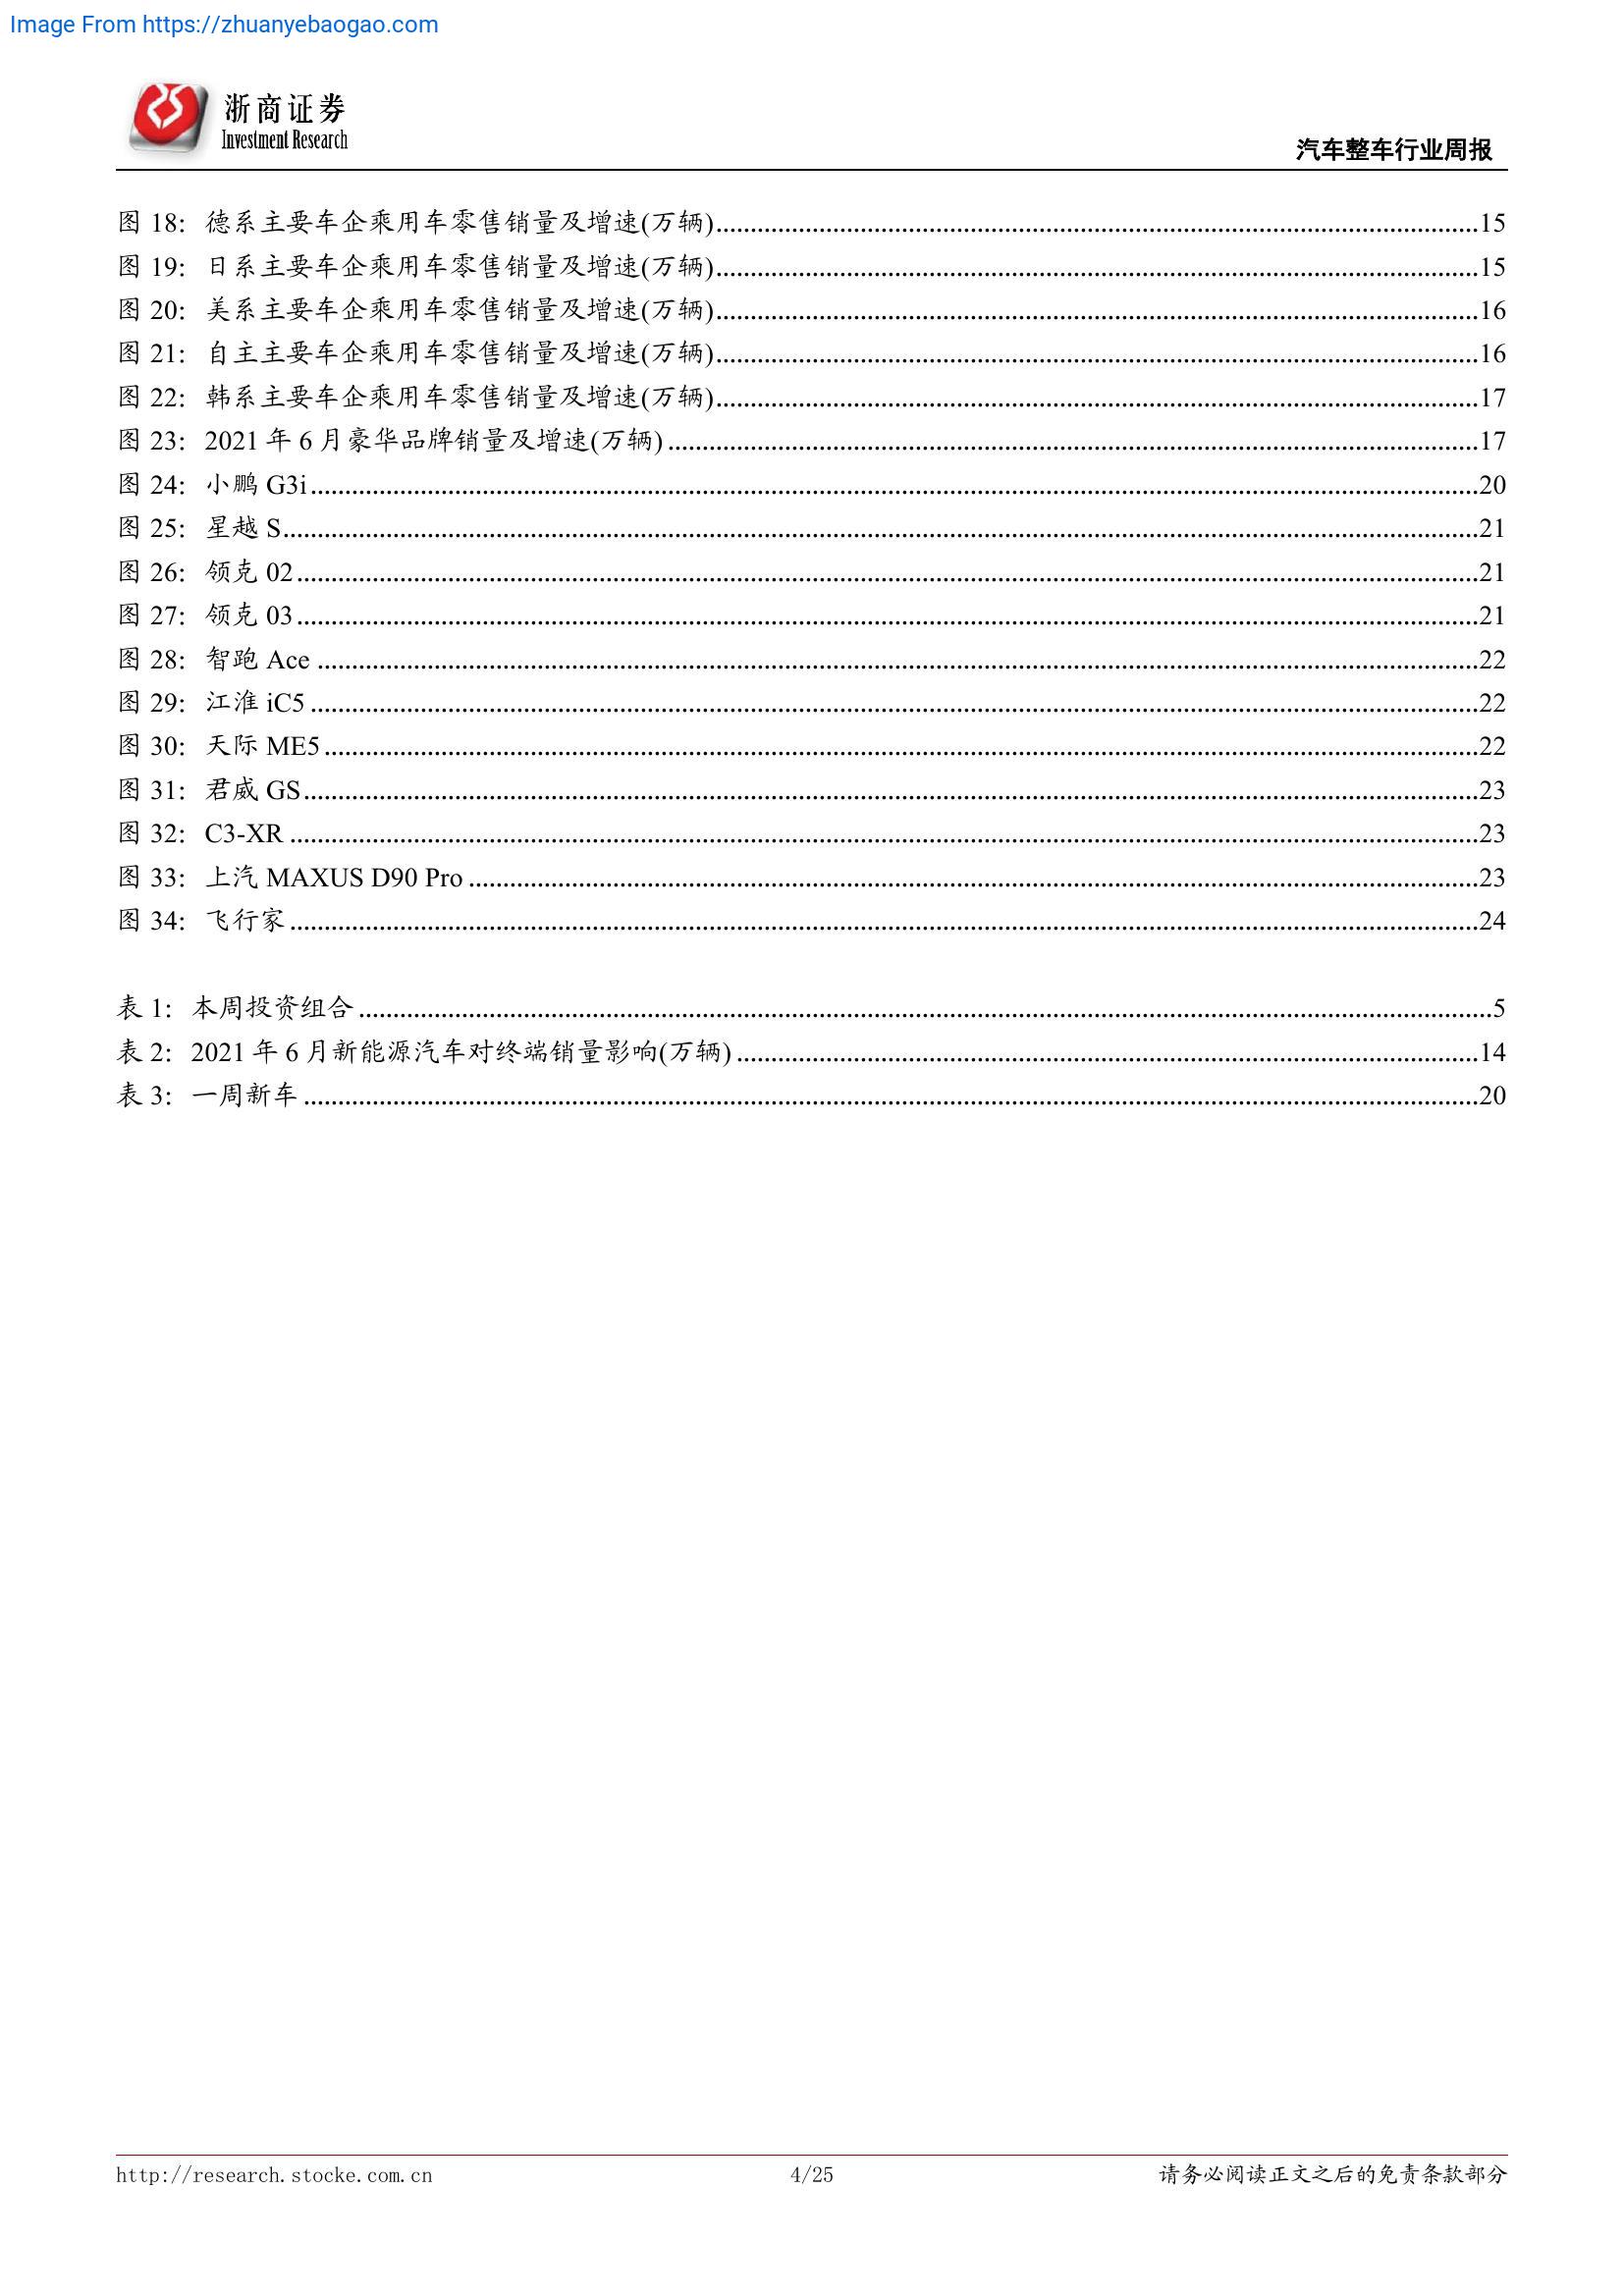 Image From https://zhuanyebaogao.com
浙商证券
Investment Research
汽车整车行业周报
图 18: 德系主要车企乘用车零售销量及增速(万辆)...............15
图 19: 日系主要车企乘用车零售销量及增速(万辆)...............15
图 20: 美系主要车企乘用车零售销量及增速(万辆)...............16
图 21: 自主主要车企乘用车零售销量及增速(万辆)...............16
图 22: 韩系主要车企乘用车零售销量及增速(万辆)...............17
图 23: 2021 年 6 月豪华品牌销量及增速(万辆)...............17
图 24: 小鹏 G3i...............20
图 25: 星越 S...............21
图 26: 领克 02...............21
图 27: 领克 03...............21
图 28: 智跑 Ace...............22
图 29: 江淮 iC5...............22
图 30: 天际 ME5...............22
图 31: 君威 GS...............23
图 32: C3-XR...............23
图 33: 上汽 MAXUS D90 Pro...............23
图 34: 飞行家...............24
表 1: 本周投资组合...............5
表 2: 2021 年 6 月新能源汽车对终端销量影响(万辆)...............14
表 3: 一周新车...............20
http://research.stocke.com.cn
4/25
请务必阅读正文之后的免责条款部分